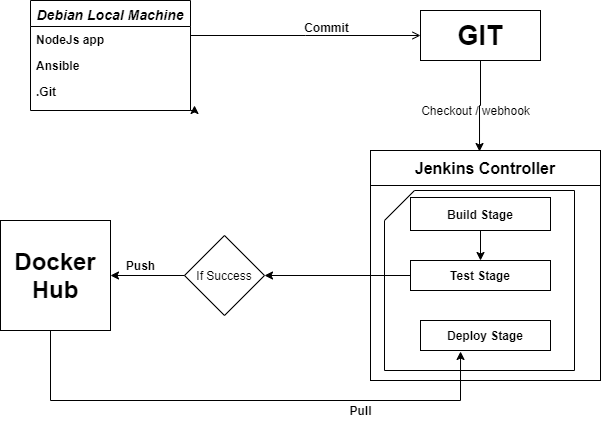 Debian Local Machine
NodeJs app
Ansible
.Git
Commit
GIT
Checkout / webhook
Jenkins Controller
Build Stage
Test Stage
If Success
Push
Docker
Hub
Deploy Stage
Pull